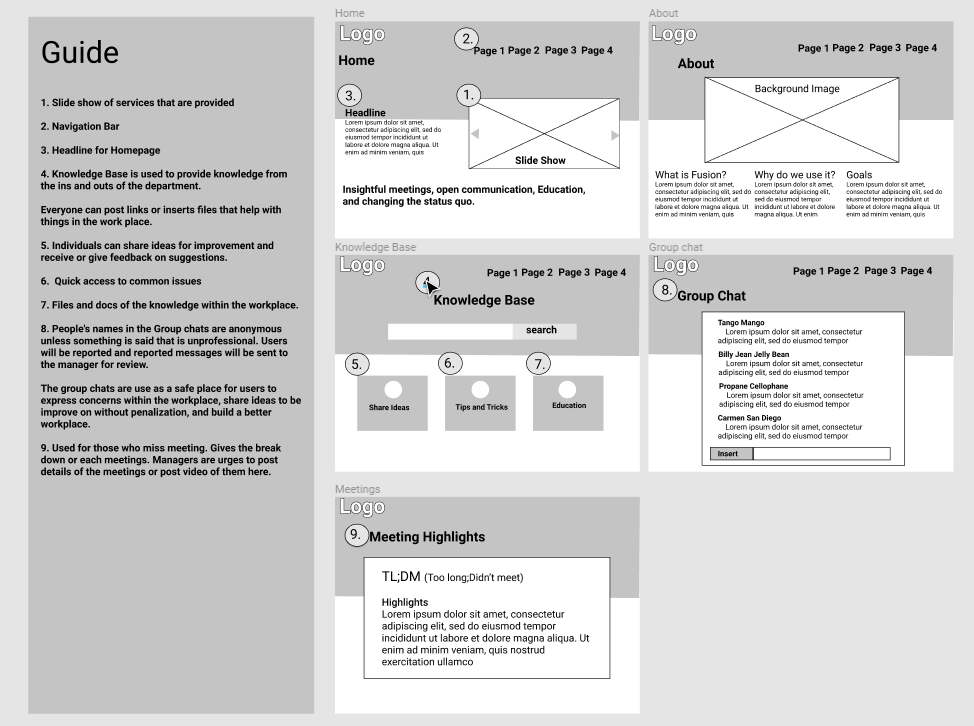 Guide
1. Slide show of services that are provided
2. Navigation Bar
3. Headline for Homepage
4. Knowledge Base is used to provide knowledge from
the ins and outs of the department.
Everyone can post links or inserts files that help with
things in the work place.
5. Individuals can share ideas for improvement and
receive or give feedback on suggestions.
6.  Quick access to common issues
7. Files and docs of the knowledge within the workplace.
8. People's names in the Group chats are anonymous
unless something is said that is unprofessional. Users
will be reported and reported messages will be sent to
the manager for review.
The group chats are use as a safe place for users to
express concerns within the workplace, share ideas to be
improve on without penalization, and build a better
workplace.
9. Used for those who miss meeting. Gives the break
down or each meetings. Managers are urges to post
details of the meetings or post video of them here.
Home
Logo
2.
Page 1 Page 2 Page 3 Page 4
Home
3.
1.
Headline
Lorem ipsum dolor sit amet,
consectetur adipiscing elit, sed do
eiusmod tempor incididunt ut
labore et dolore magna aliqua. Ut
enim ad minim veniam, quis
Slide Show
Insightful meetings, open communication, Education,
and changing the status quo.
About
Logo
Page 1 Page 2 Page 3 Page 4
About
Background Image
What is Fusion?
Lorem ipsum dolor sit amet,
consectetur adipiscing elit, sed do
eiusmod tempor incididunt ut
labore et dolore magna aliqua. Ut
enim ad minim veniam, quis
Why do we use it?
Lorem ipsum dolor sit amet,
consectetur adipiscing elit, sed do
eiusmod tempor incididunt ut
labore et dolore magna aliqua. Ut
enim ad minim veniam, quis
Goals
Lorem ipsum dolor sit amet,
consectetur adipiscing elit, sed do
eiusmod tempor incididunt ut
labore et dolore magna aliqua. Ut
enim ad minim veniam, quis
Knowledge Base
Logo
4.
Page 1 Page 2 Page 3 Page 4
Knowledge Base
search
5.
6.
7.
Share Ideas
Tips and Tricks
Education
Group chat
Logo
Page 1 Page 2 Page 3 Page 4
8.
Group Chat
Tango Mango
Lorem ipsum dolor sit amet, consectetur
adipiscing elit, sed do eiusmod tempor
Billy Jean Jelly Bean
Lorem ipsum dolor sit amet, consectetur
adipiscing elit, sed do eiusmod tempor
Propane Cellophane
Lorem ipsum dolor sit amet, consectetur
adipiscing elit, sed do eiusmod tempor
Carmen San Diego
Lorem ipsum dolor sit amet, consectetur
adipiscing elit, sed do eiusmod tempor
Insert
Meetings
Logo
9.
Meeting Highlights
TL;DM (Too long;Didn't meet)
Highlights
Lorem ipsum dolor sit amet, consectetur
adipiscing elit, sed do eiusmod tempor
incididunt ut labore et dolore magna aliqua. Ut
enim ad minim veniam, quis nostrud
exercitation ullamco